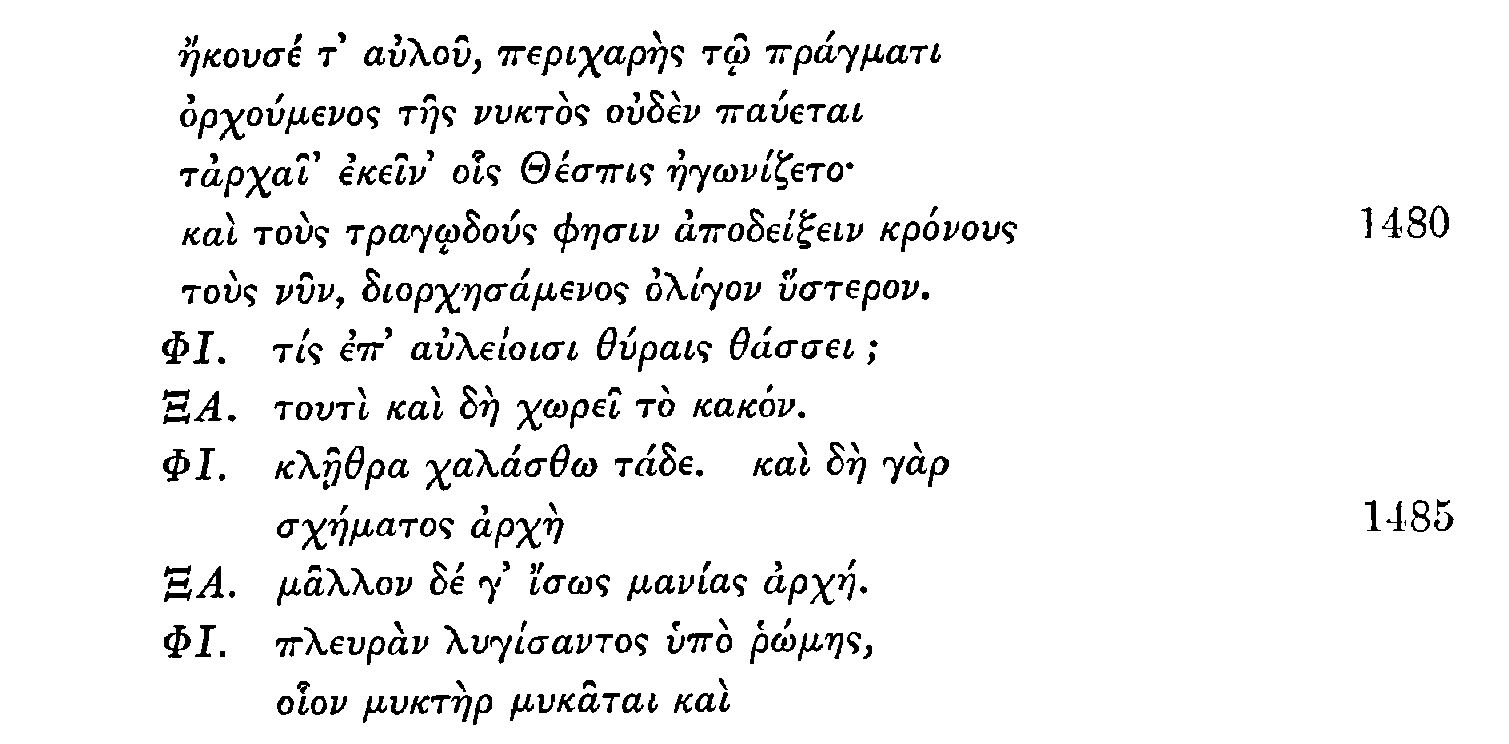 ἤκουσέ τ’ αὐλοῦ, περιχαρὴς τῷ πράγματι
ὀρχούμενος τῆς νυκτὸς οὐδὲν παύεται
τἀρχαῖ’ ἐκεῖν’ οἷς Θέσπις ἠγωνίζετο·
καὶ τοὺς τραγῳδούς φησιν ἀποδείξειν κρόνους 1480
τοὺς νῦν, διορχησάμενος ὀλίγον ὕστερον.
ΦΙ. τίς ἐπ’ αὐλείοισι θύραις θάσσει ;
ΞΑ. τουτὶ καὶ δὴ χωρεῖ τὸ κακόν.
ΦΙ. κλῇθρα χαλάσθω τάδε. καὶ δὴ γὰρ
σχήματος ἀρχὴ 1485
ΞΑ. μᾶλλον δέ γ’ ἴσως μανίας ἀρχή.
ΦΙ. πλευρὰν λυγίσαντος ὑπὸ ῥώμης,
οἷον μυκτὴρ μυκᾶται καὶ